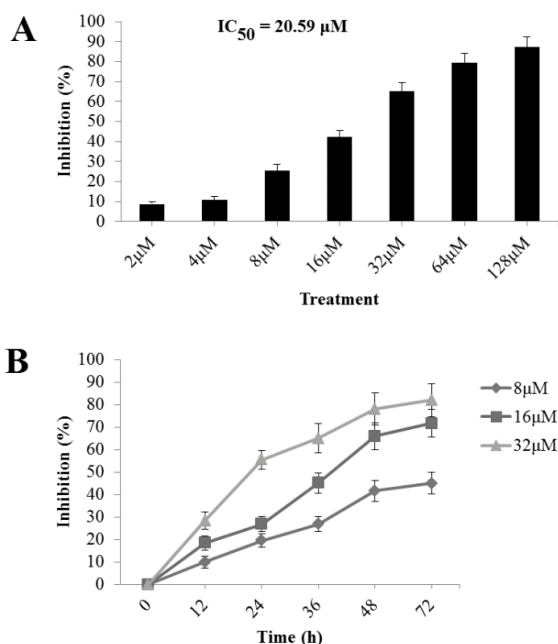 A
IC50 = 20.59 µM
100
90
80
70
60
50
40
30
20
10
0
Inhibition (%)
2µM 4µM 8µM 16µM 32µM 64µM 128µM
Treatment
B
100
90
80
70
60
50
40
30
20
10
0
Inhibition (%)
8µM
16µM
32µM
0 12 24 36 48 72
Time (h)